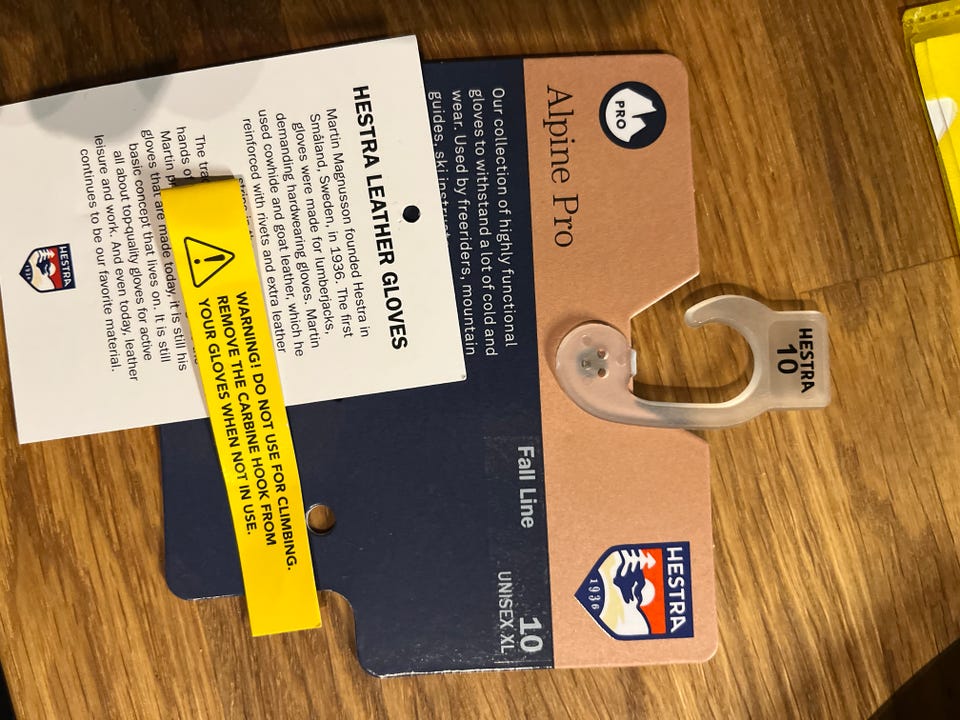 HESTRA
10
PRO
Alpine Pro
HESTRA
1936
Our collection of highly functional
gloves to withstand a lot of cold and
wear. Used by freeriders, mountain
guides, ski
Fall Line
10
UNISEX XL
HESTRA LEATHER GLOVES
Martin Magnusson founded Hestra in
Småland, Sweden, in 1936. The first
gloves were made for lumberjacks,
demanding hardwearing gloves. Martin
used cowhide and goat leather, which he
reinforced with rivets and extra leather
The
hands of
Martin
gloves that are made today, it is still his
basic concept that lives on. It is still
all about top-quality gloves for active
leisure and work. And even today, leather
continues to be our favorite material.
HESTRA
WARNING! DO NOT USE FOR CLIMBING.
REMOVE THE CARBINE HOOK FROM
YOUR GLOVES WHEN NOT IN USE.